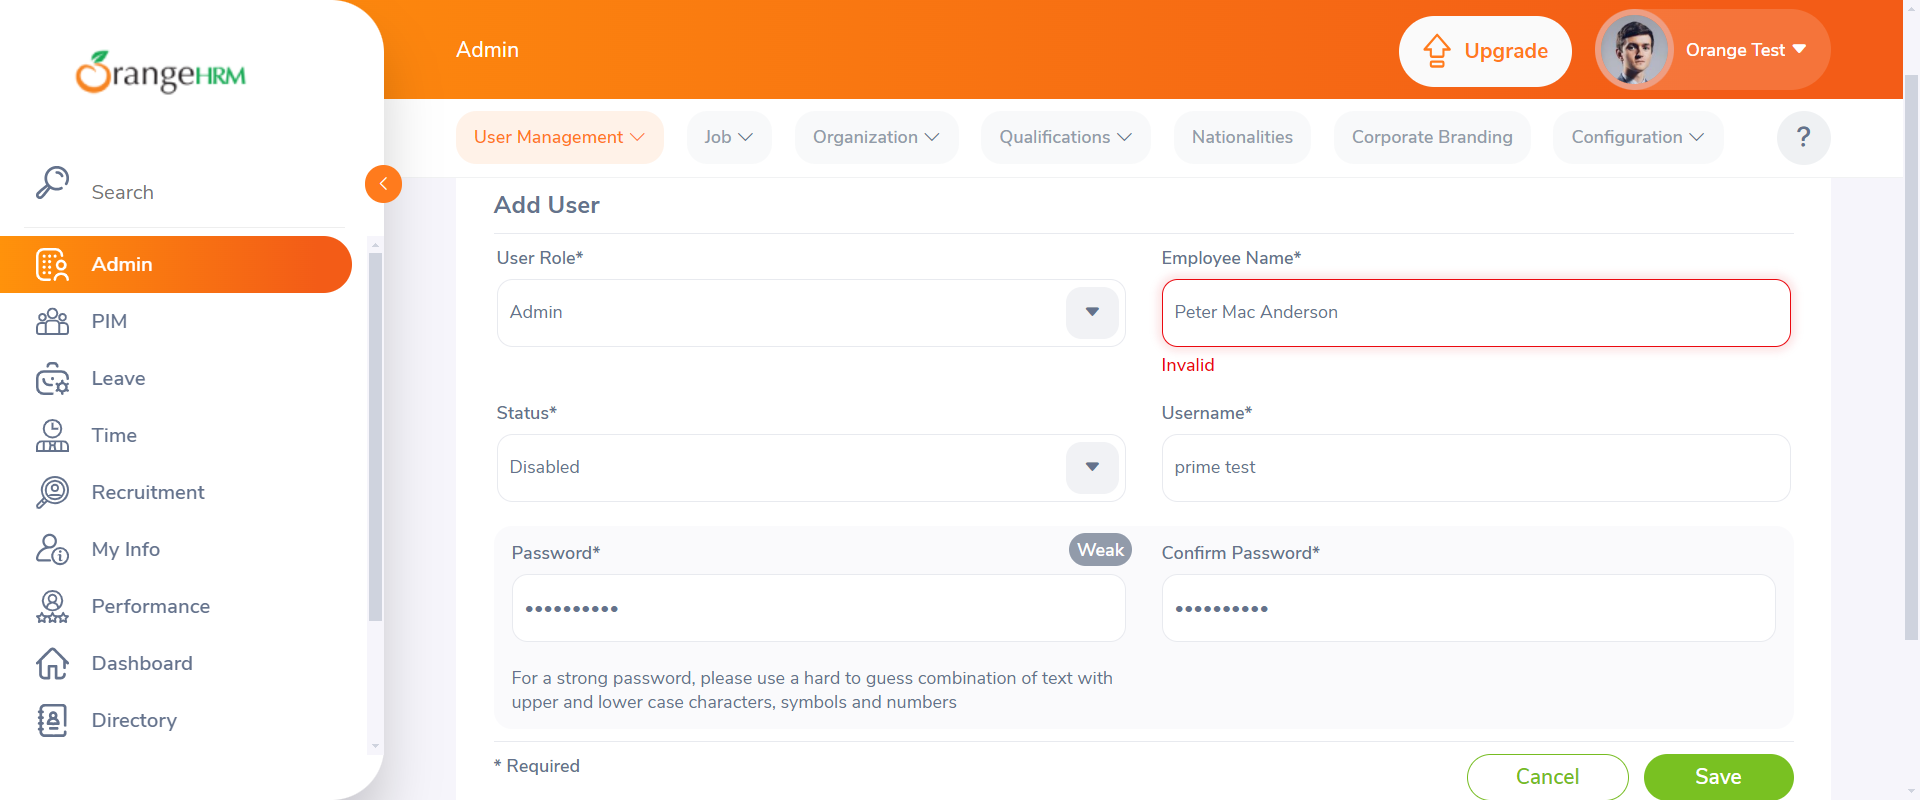 OrangeHRM
Admin
Upgrade
Orange Test
User Management
Job
Organization
Qualifications
Nationalities
Corporate Branding
Configuration
?
Search
Admin
PIM
Leave
Time
Recruitment
My Info
Performance
Dashboard
Directory
Add User
User Role*
Admin
Employee Name*
Peter Mac Anderson
Invalid
Status*
Disabled
Username*
prime test
Password*
Weak
••••••••••
Confirm Password*
••••••••••
For a strong password, please use a hard to guess combination of text with
upper and lower case characters, symbols and numbers
* Required
Cancel
Save